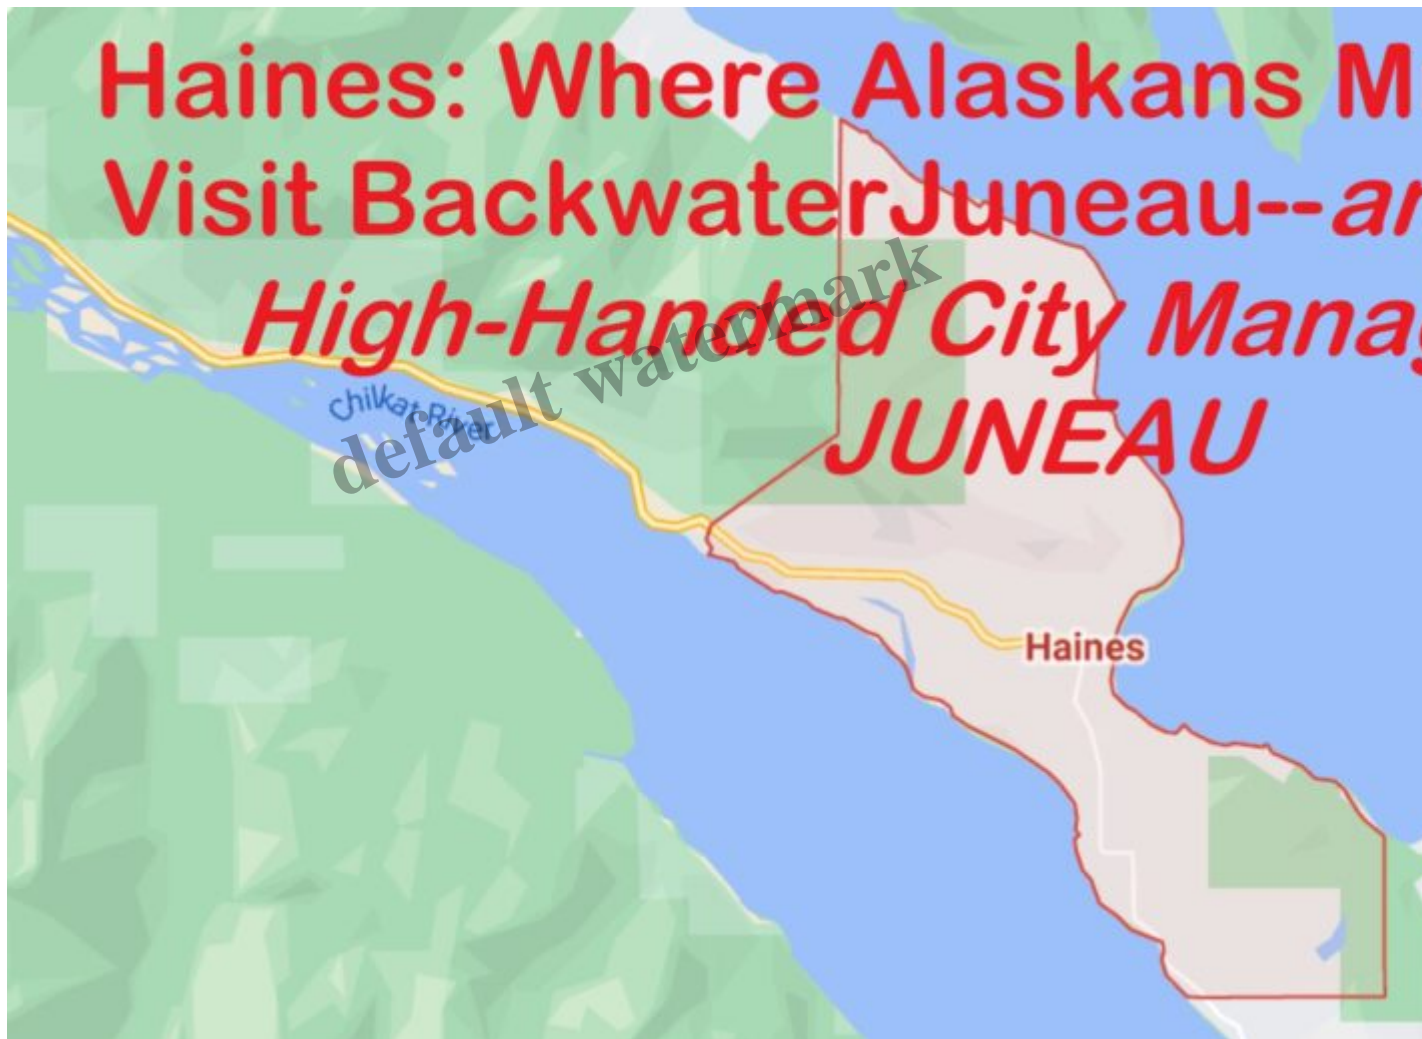 Haines: Where Alaskans M
Visit BackwaterJuneau--ar
High-Handed City Manag
JUNEAU
Chilkat River
default watermark
Haines